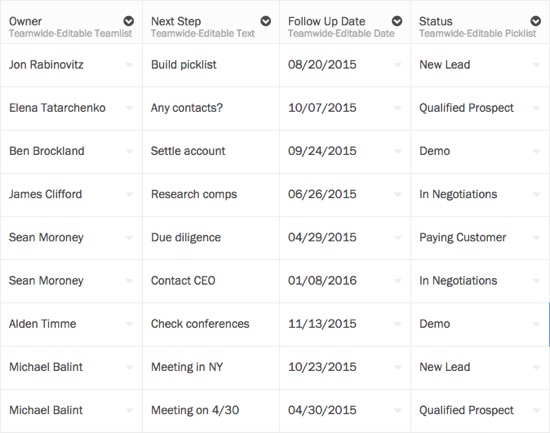 Owner Next Step Follow Up Date Status
Teamwide-Editable Teamlist Teamwide-Editable Text Teamwide-Editable Date Teamwide-Editable Picklist
Jon Rabinovitz Build picklist 08/20/2015 New Lead
Elena Tatarchenko Any contacts? 10/07/2015 Qualified Prospect
Ben Brockland Settle account 09/24/2015 Demo
James Clifford Research comps 06/26/2015 In Negotiations
Sean Moroney Due diligence 04/29/2015 Paying Customer
Sean Moroney Contact CEO 01/08/2016 In Negotiations
Alden Timme Check conferences 11/13/2015 Demo
Michael Balint Meeting in NY 10/23/2015 New Lead
Michael Balint Meeting on 4/30 04/30/2015 Qualified Prospect